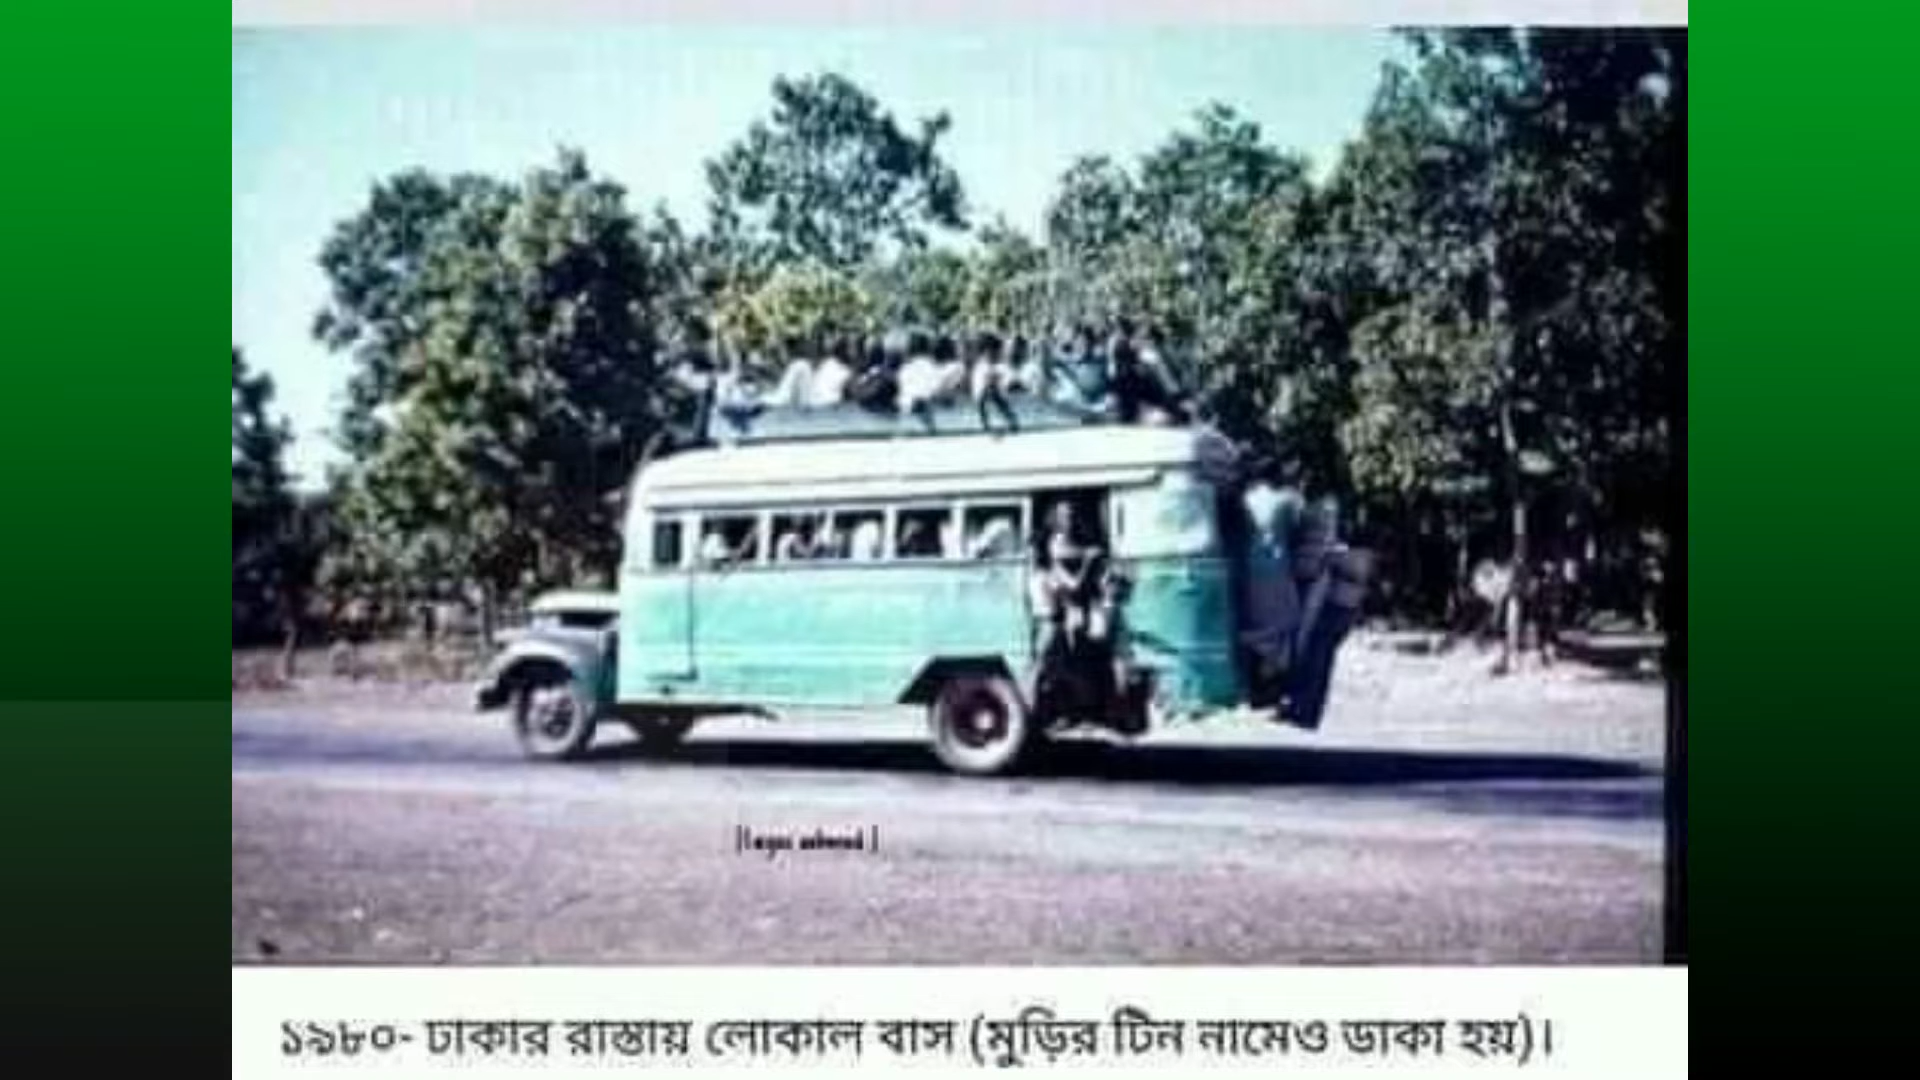 ১৯৮০- ঢাকার রাস্তায় লোকাল বাস (মুড়ির টিন নামেও ডাকা হয়)।